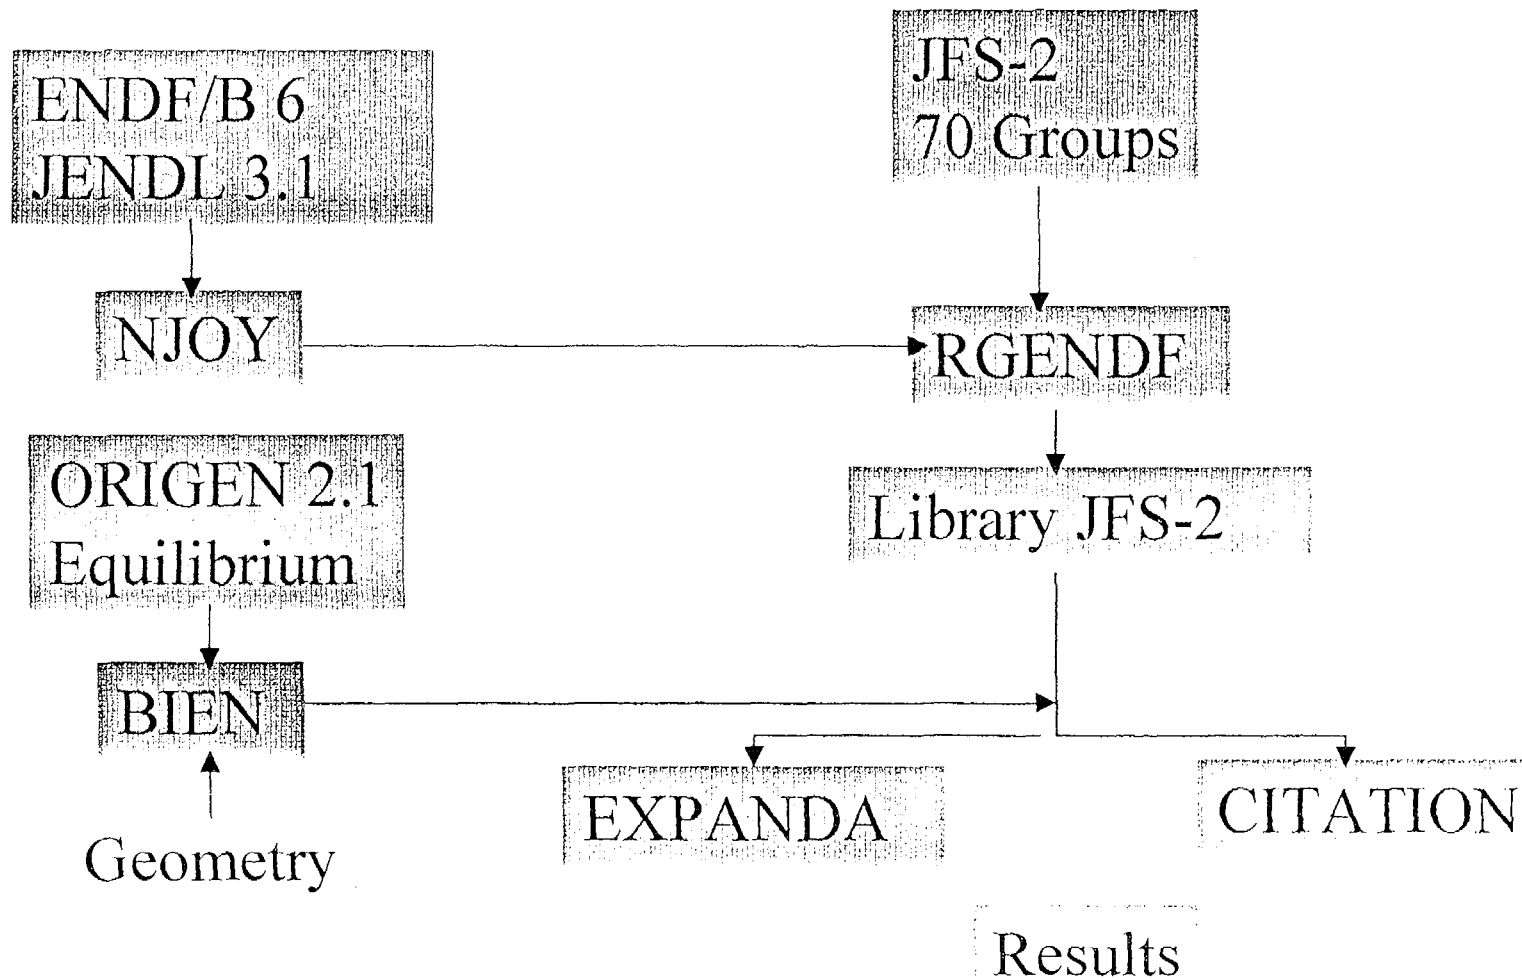 ENDF/B 6
JENDL 3.1
JFS-2
70 Groups
NJOY
RGENDF
ORIGEN 2.1
Equilibrium
Library JFS-2
BIEN
EXPANDA
CITATION
Geometry
Results